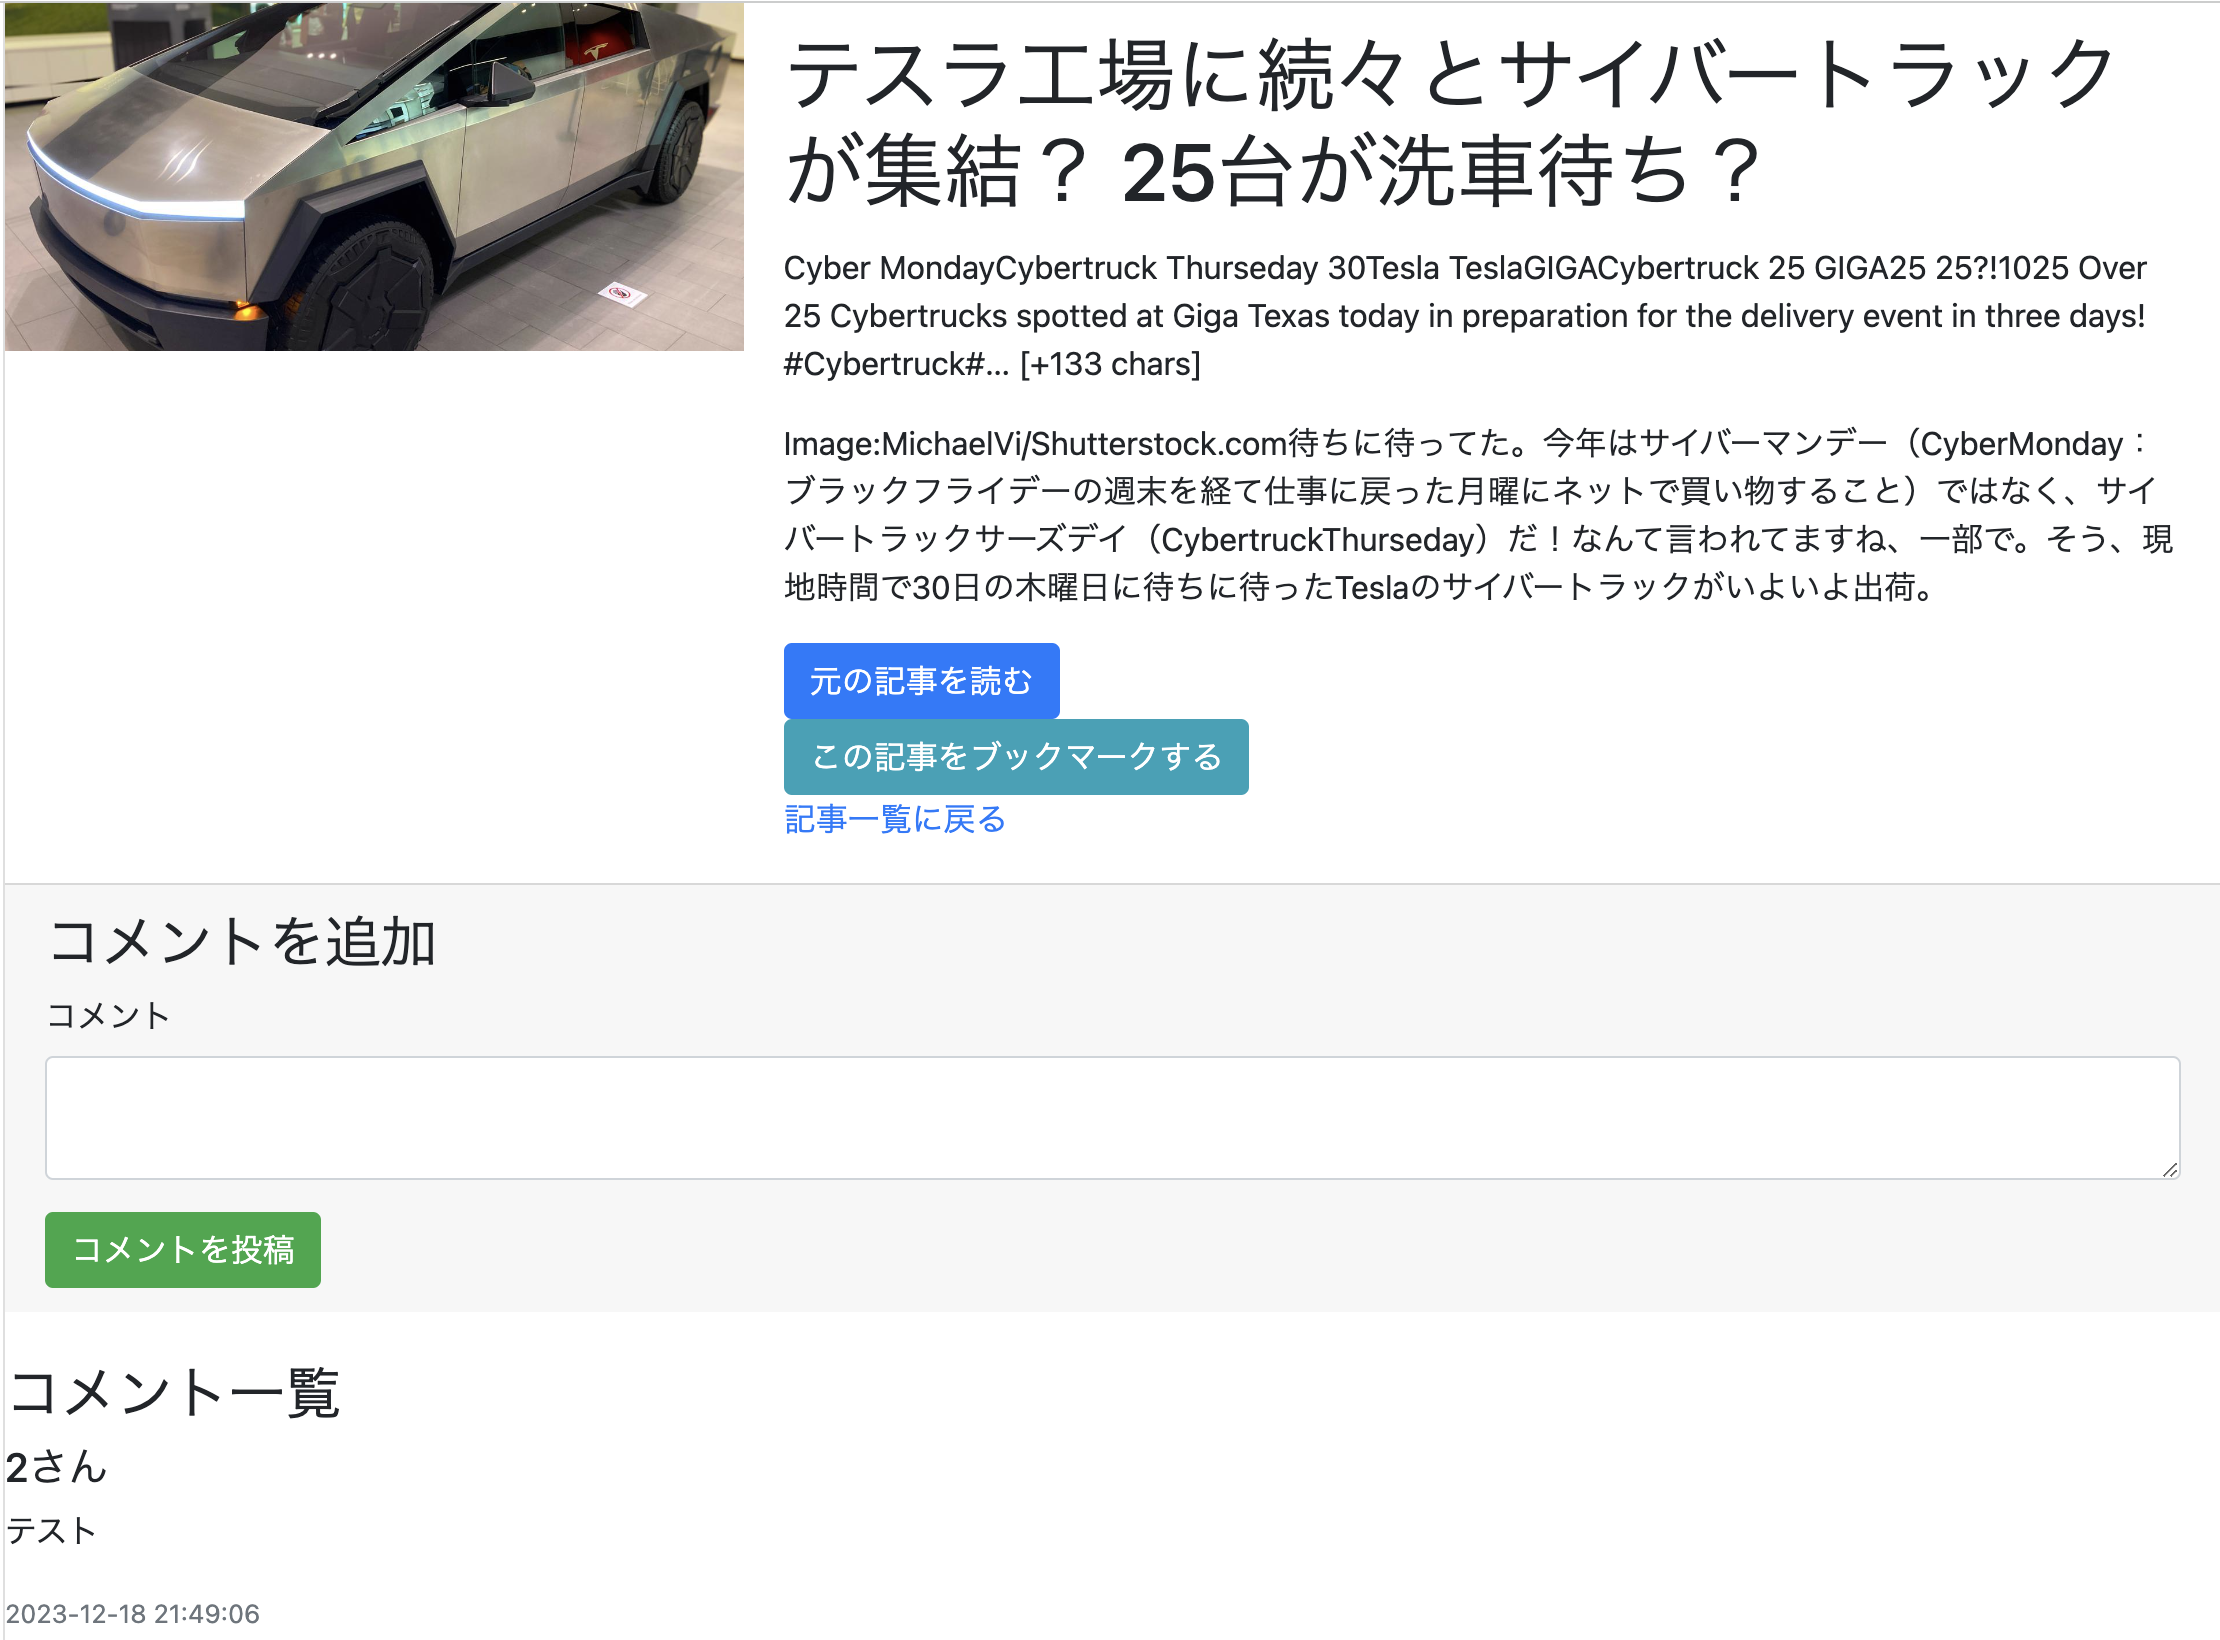 テスラ工場に続々とサイバートラック
が集結？ 25台が洗車待ち？
Cyber MondayCybertruck Thurseday 30Tesla TeslaGIGACybertruck 25 GIGA25 25?!1025 Over
25 Cybertrucks spotted at Giga Texas today in preparation for the delivery event in three days!
#Cybertruck#… [+133 chars]
Image:MichaelVi/Shutterstock.com待ちに待ってた。今年はサイバーマンデー（CyberMonday：
ブラックフライデーの週末を経て仕事に戻った月曜にネットで買い物すること）ではなく、サイ
バートラックサーズデイ（CybertruckThurseday）だ！なんて言われてますね、一部で。そう、現
地時間で30日の木曜日に待ちに待ったTeslaのサイバートラックがいよいよ出荷。
元の記事を読む
この記事をブックマークする
記事一覧に戻る
コメントを追加
コメント
コメントを投稿
コメント一覧
2さん
テスト
2023-12-18 21:49:06